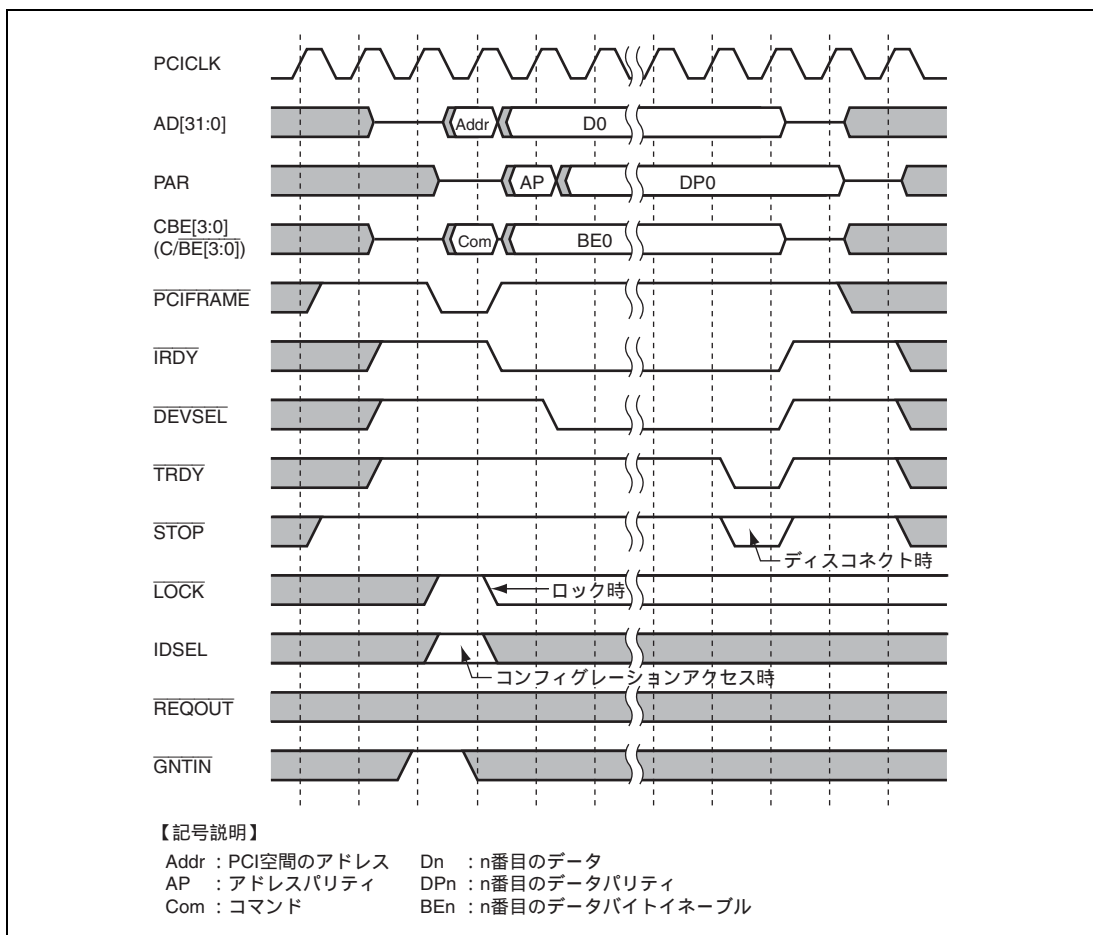 PCICLK
AD[31:0] Addr D0
PAR AP DP0
CBE[3:0]
(C/BE[3:0]) Com BE0
PCIFRAME
IRDY
DEVSEL
TRDY
STOP
ディスコネクト時
LOCK ロック時
IDSEL
コンフィグレーションアクセス時
REQOUT
GNTIN
【記号説明】
Addr : PCI空間のアドレス Dn : n番目のデータ
AP : アドレスパリティ DPn : n番目のデータパリティ
Com : コマンド BEn : n番目のデータバイトイネーブル